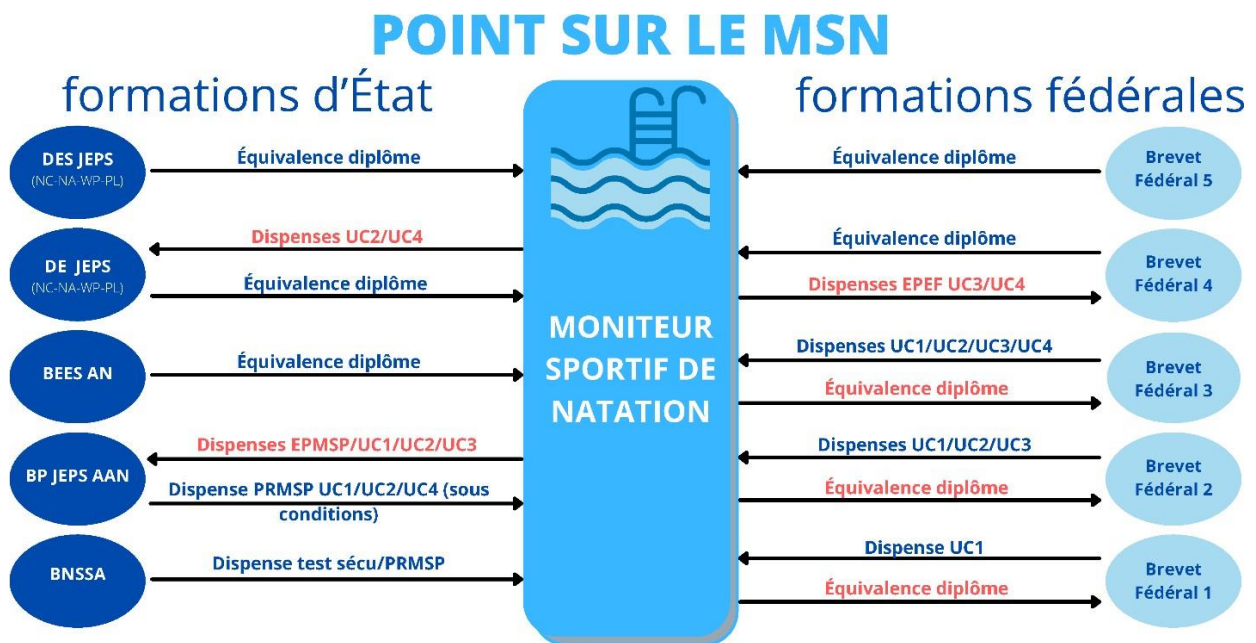 POINT SUR LE MSN
formations d'État
formations fédérales
DES JEPS
(NC-NA-WP-PL)
Équivalence diplôme
DE JEPS
(NC-NA-WP-PL)
Dispenses UC2/UC4
Équivalence diplôme
BEES AN
Équivalence diplôme
BP JEPS AAN
Dispenses EPMSP/UC1/UC2/UC3
Dispense PRMSP UC1/UC2/UC4 (sous
conditions)
BNSSA
Dispense test sécu/PRMSP
MONITEUR
SPORTIF DE
NATATION
Équivalence diplôme
Brevet
Fédéral 5
Équivalence diplôme
Dispenses EPEF UC3/UC4
Brevet
Fédéral 4
Dispenses UC1/UC2/UC3/UC4
Équivalence diplôme
Brevet
Fédéral 3
Dispenses UC1/UC2/UC3
Équivalence diplôme
Brevet
Fédéral 2
Dispense UC1
Équivalence diplôme
Brevet
Fédéral 1